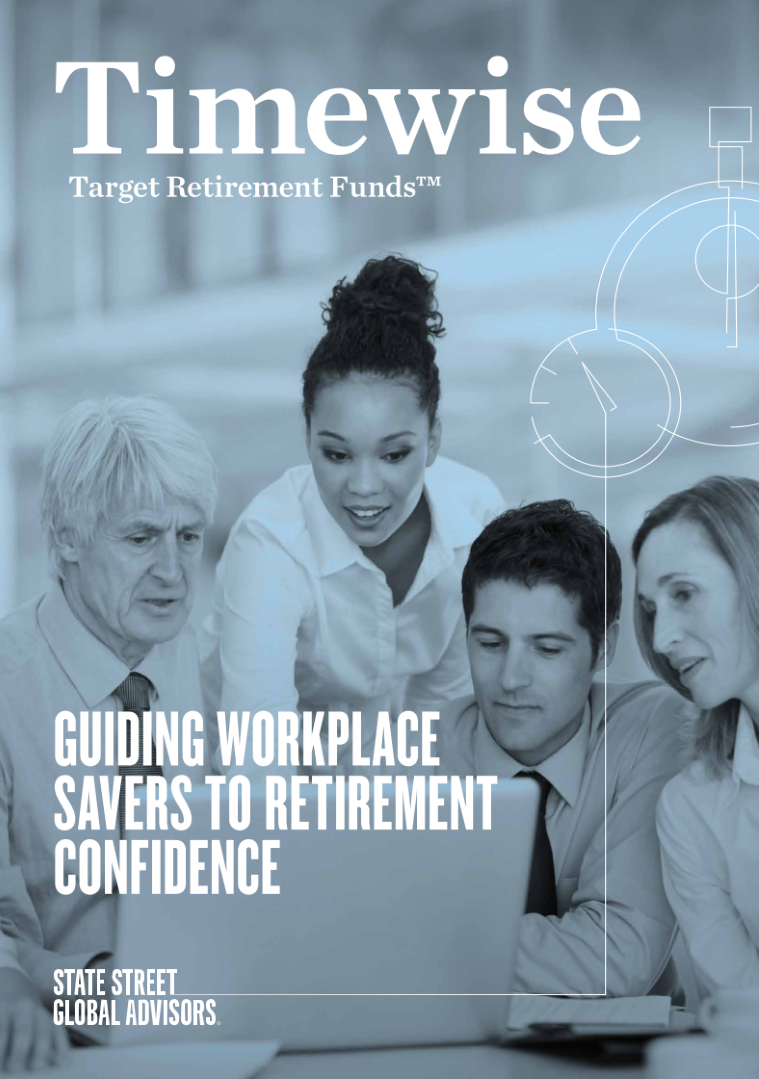 Timewise
Target Retirement Funds™
GUIDING WORKPLACE
SAVERS TO RETIREMENT
CONFIDENCE
STATE STREET
GLOBAL ADVISORS®